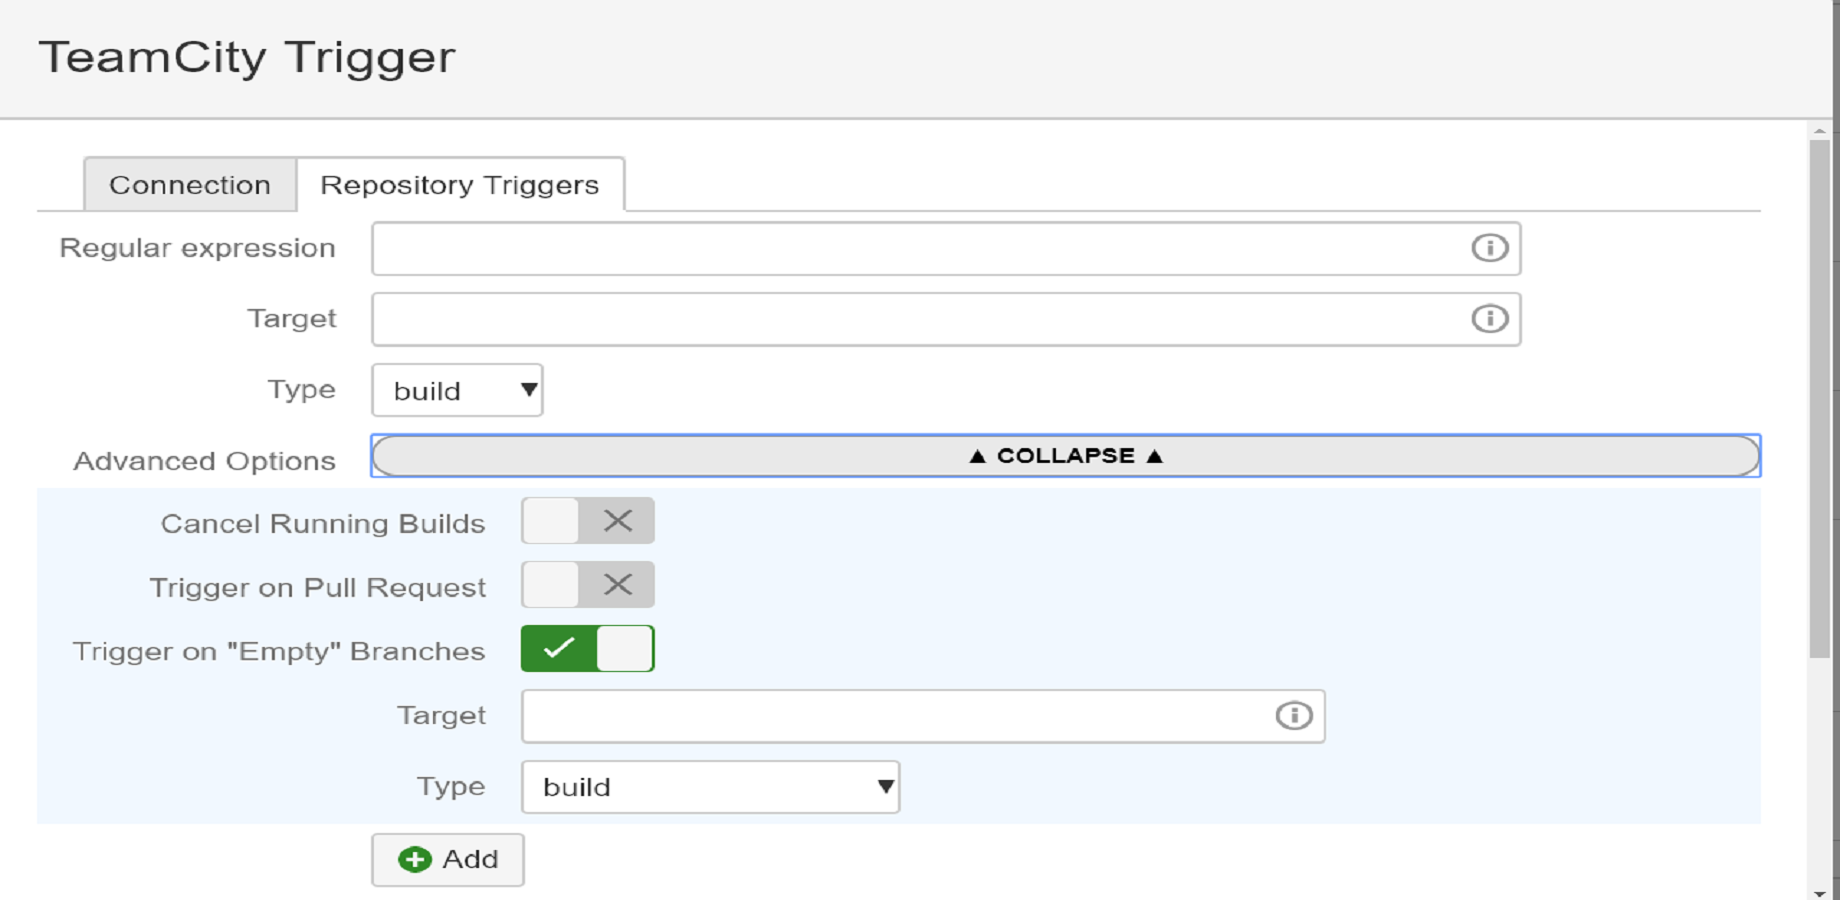 TeamCity Trigger
Connection
Repository Triggers
Regular expression
Target
Type
build
Advanced Options
▲ COLLAPSE ▲
Cancel Running Builds
Trigger on Pull Request
Trigger on "Empty" Branches
Target
Type
build
Add